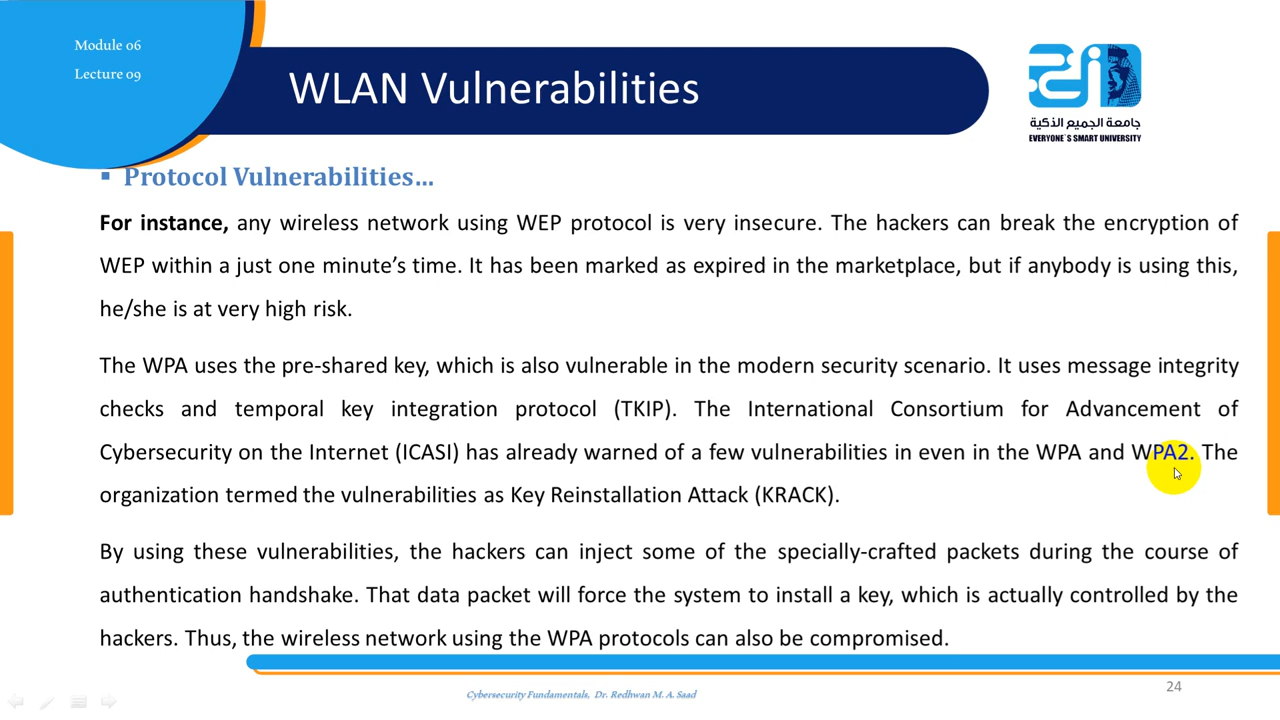 Module 06
Lecture 09
WLAN Vulnerabilities
جامعة الجميع الذكية
EVERYONE`S SMART UNIVERSITY
▪ Protocol Vulnerabilities…
For instance, any wireless network using WEP protocol is very insecure. The hackers can break the encryption of
WEP within a just one minute’s time. It has been marked as expired in the marketplace, but if anybody is using this,
he/she is at very high risk.
The WPA uses the pre-shared key, which is also vulnerable in the modern security scenario. It uses message integrity
checks and temporal key integration protocol (TKIP). The International Consortium for Advancement of
Cybersecurity on the Internet (ICASI) has already warned of a few vulnerabilities in even in the WPA and WPA2. The
organization termed the vulnerabilities as Key Reinstallation Attack (KRACK).
By using these vulnerabilities, the hackers can inject some of the specially-crafted packets during the course of
authentication handshake. That data packet will force the system to install a key, which is actually controlled by the
hackers. Thus, the wireless network using the WPA protocols can also be compromised.
Cybersecurity Fundamentals, Dr. Redhwan M. A. Saad
24